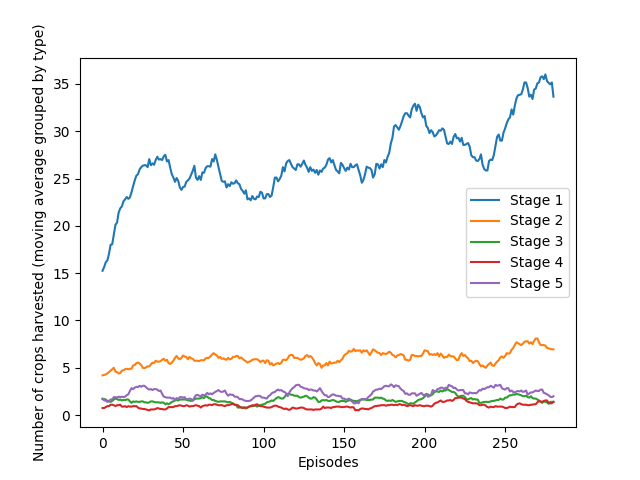 Number of crops harvested (moving average grouped by type)
35
30
25
20
15
10
5
0
Stage 1
Stage 2
Stage 3
Stage 4
Stage 5
0 50 100 150 200 250
Episodes